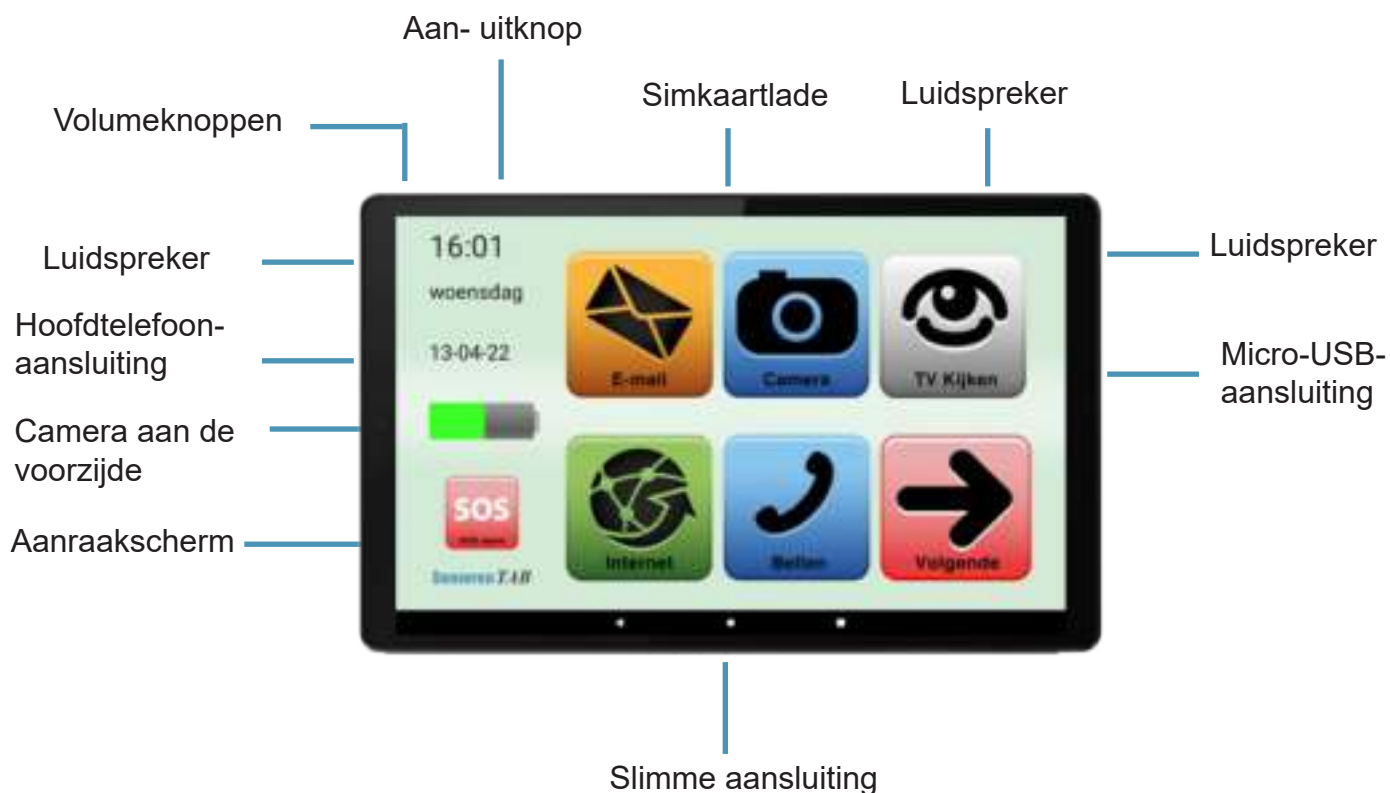 Aan- uitknop
Simkaartlade
Luidspreker
Volumeknoppen
Luidspreker
Hoofdtelefoon-
aansluiting
Camera aan de
voorzijde
Aanraakscherm
16:01
woensdag
13-04-22
SOS
SeniorenTAB
E-mail
Camera
TV Kijken
Internet
Bellen
Volgende
Luidspreker
Micro-USB-
aansluiting
Slimme aansluiting